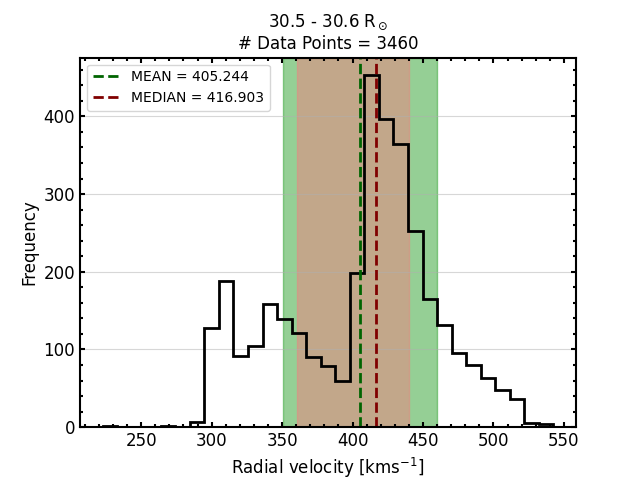 30.5 - 30.6 R⊙
# Data Points = 3460
MEAN = 405.244
MEDIAN = 416.903
Frequency
400
300
200
100
0
250 300 350 400 450 500 550
Radial velocity [kms⁻¹]